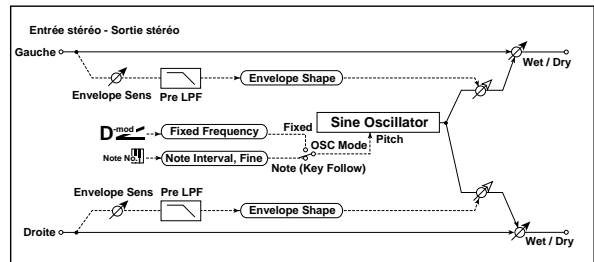 Entrée stéréo - Sortie stéréo
Gauche
Wet / Dry
Envelope Sens
Pre LPF
Envelope Shape
D-mod
Fixed Frequency
Fixed
Sine Oscillator
OSC Mode
Pitch
Note No.
Note Interval, Fine
Note (Key Follow)
Envelope Sens
Pre LPF
Envelope Shape
Droite
Wet / Dry